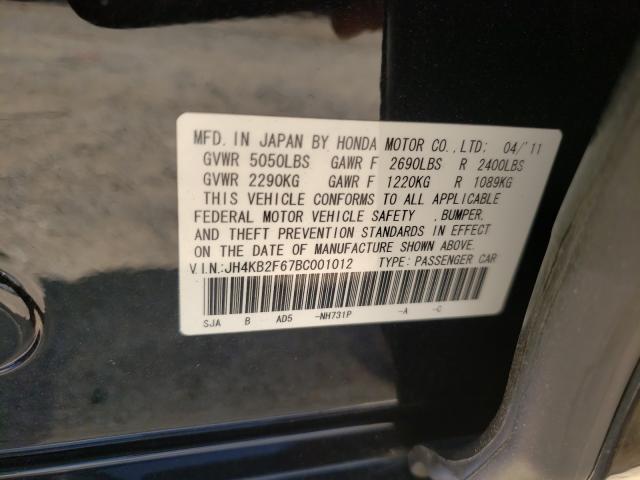 MFD. IN JAPAN BY HONDA MOTOR CO.,LTD: 04/'11
GVWR 5050LBS GAWR F 2690LBS R 2400LBS
GVWR 2290KG GAWR F 1220KG R 1089KG
THIS VEHICLE CONFORMS TO ALL APPLICABLE
FEDERAL MOTOR VEHICLE SAFETY ,BUMPER,
AND THEFT PREVENTION STANDARDS IN EFFECT
ON THE DATE OF MANUFACTURE SHOWN ABOVE.
V.I.N:JH4KB2F67BC001012 TYPE: PASSENGER CAR
SJA B AD5 -NH731P -A -C